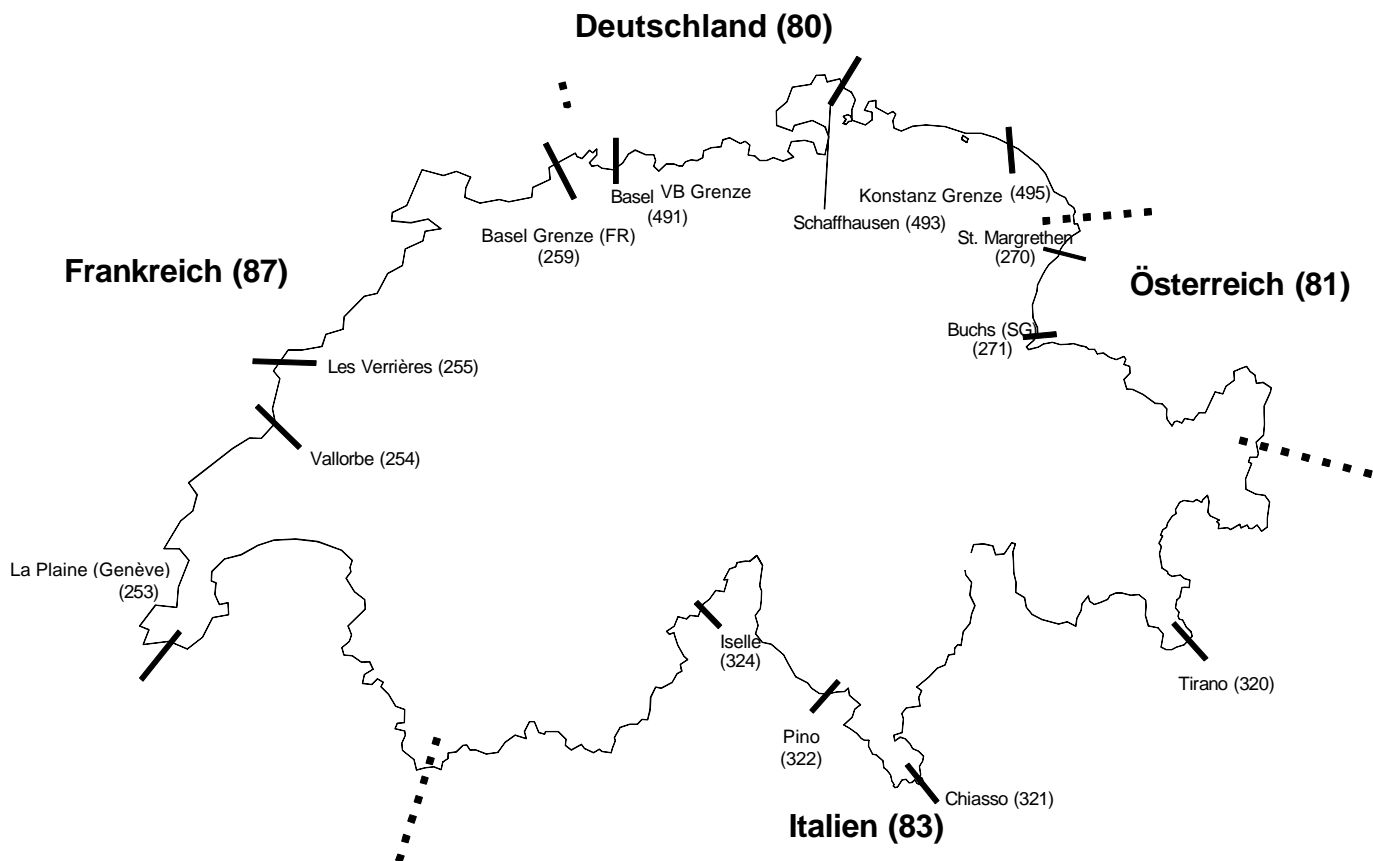 Deutschland (80)
Basel VB Grenze
(491)
Konstanz Grenze (495)
Schaffhausen (493)
Basel Grenze (FR)
(259)
St. Margrethen
(270)
Frankreich (87)
Österreich (81)
Buchs (SG)
(271)
Les Verrières (255)
Vallorbe (254)
La Plaine (Genève)
(253)
Iselle
(324)
Tirano (320)
Pino
(322)
Chiasso (321)
Italien (83)